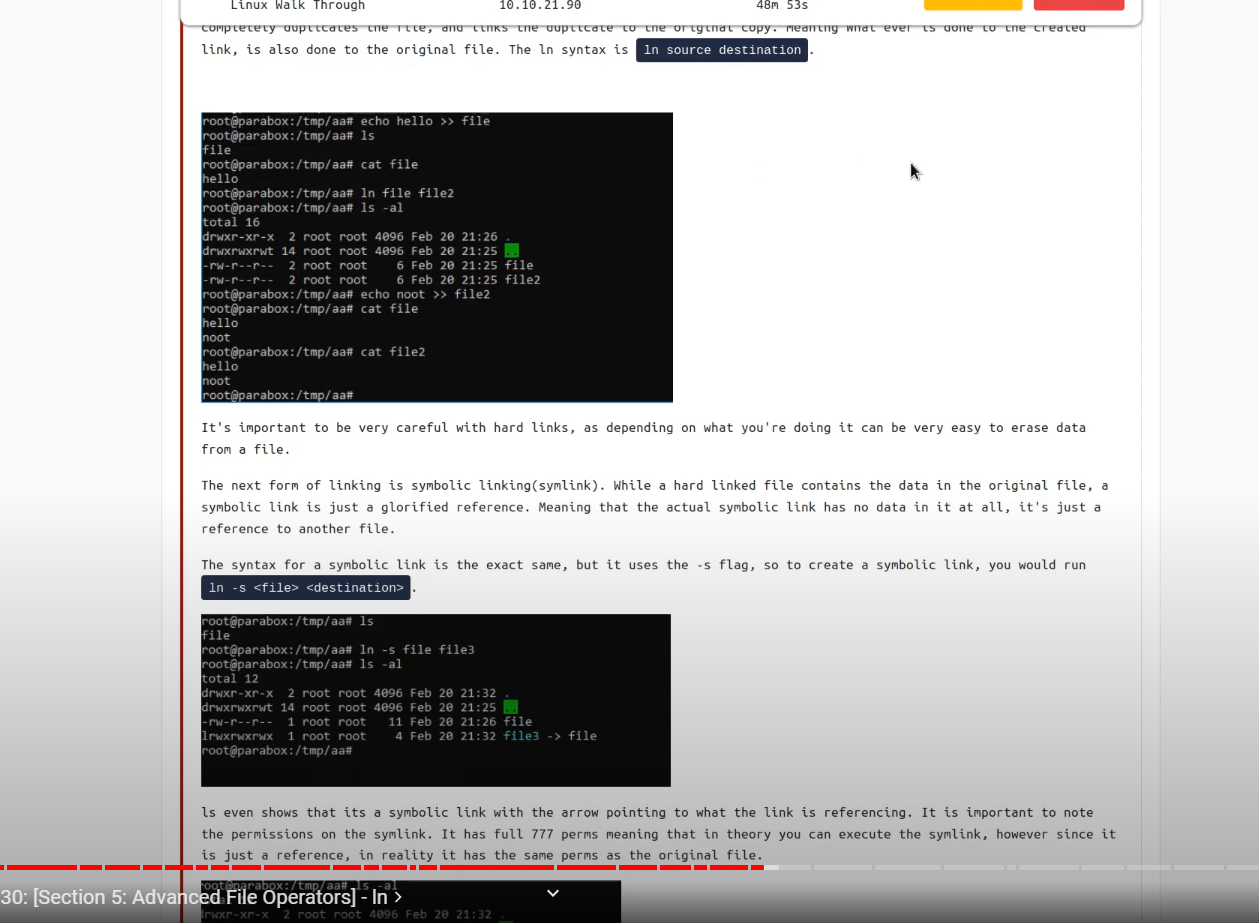 Linux Walk Through 10.10.21.90 48m 53s
completely duplicates the file, and links the duplicate to the original copy. Meaning what ever is done to the created
link, is also done to the original file. The ln syntax is ln source destination.
root@parabox:/tmp/aa# echo hello >> file
root@parabox:/tmp/aa# ls
file
root@parabox:/tmp/aa# cat file
hello
root@parabox:/tmp/aa# ln file file2
root@parabox:/tmp/aa# ls -al
total 16
drwxr-xr-x 2 root root 4096 Feb 20 21:26 .
drwxrwxrwt 14 root root 4096 Feb 20 21:25 ..
-rw-r--r-- 2 root root 6 Feb 20 21:25 file
-rw-r--r-- 2 root root 6 Feb 20 21:25 file2
root@parabox:/tmp/aa# echo noot >> file2
root@parabox:/tmp/aa# cat file
hello
noot
root@parabox:/tmp/aa# cat file2
hello
noot
root@parabox:/tmp/aa#
It's important to be very careful with hard links, as depending on what you're doing it can be very easy to erase data
from a file.
The next form of linking is symbolic linking(symlink). While a hard linked file contains the data in the original file, a
symbolic link is just a glorified reference. Meaning that the actual symbolic link has no data in it at all, it's just a
reference to another file.
The syntax for a symbolic link is the exact same, but it uses the -s flag, so to create a symbolic link, you would run
ln -s <file> <destination>.
root@parabox:/tmp/aa# ls
file
root@parabox:/tmp/aa# ln -s file file3
root@parabox:/tmp/aa# ls -al
total 12
drwxr-xr-x 2 root root 4096 Feb 20 21:32 .
drwxrwxrwt 14 root root 4096 Feb 20 21:25 ..
-rw-r--r-- 1 root root 11 Feb 20 21:26 file
lrwxrwxrwx 1 root root 4 Feb 20 21:32 file3 -> file
root@parabox:/tmp/aa#
ls even shows that its a symbolic link with the arrow pointing to what the link is referencing. It is important to note
the permissions on the symlink. It has full 777 perms meaning that in theory you can execute the symlink, however since it
is just a reference, in reality it has the same perms as the original file.
root@parabox:/tmp/aa# ls -al
30: [Section 5: Advanced File Operators] - ln >
drwxr-xr-x 2 root root 4096 Feb 20 21:32 .